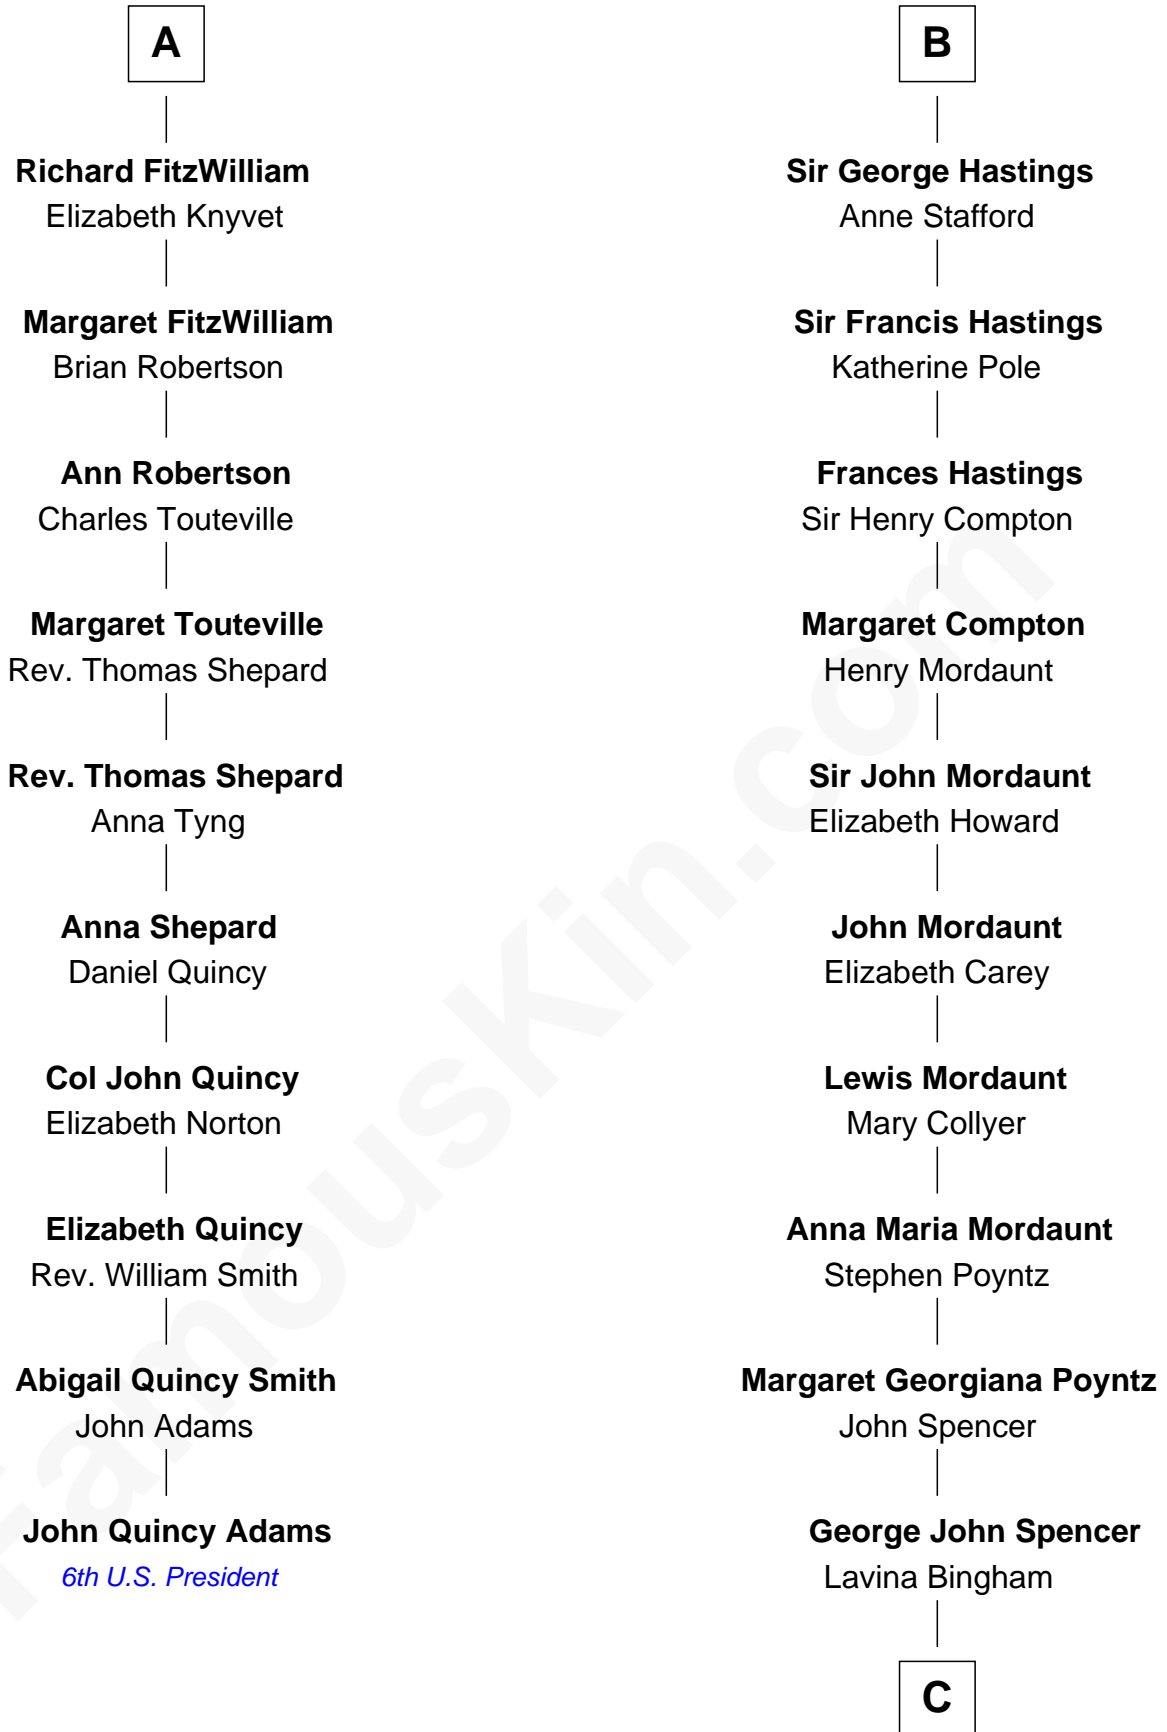 A
Richard FitzWilliam
Elizabeth Knyvet
Margaret FitzWilliam
Brian Robertson
Ann Robertson
Charles Touteville
Margaret Touteville
Rev. Thomas Shepard
Rev. Thomas Shepard
Anna Tyng
Anna Shepard
Daniel Quincy
Col John Quincy
Elizabeth Norton
Elizabeth Quincy
Rev. William Smith
Abigail Quincy Smith
John Adams
John Quincy Adams
6th U.S. President
B
Sir George Hastings
Anne Stafford
Sir Francis Hastings
Katherine Pole
Frances Hastings
Sir Henry Compton
Margaret Compton
Henry Mordaunt
Sir John Mordaunt
Elizabeth Howard
John Mordaunt
Elizabeth Carey
Lewis Mordaunt
Mary Collyer
Anna Maria Mordaunt
Stephen Poyntz
Margaret Georgiana Poyntz
John Spencer
George John Spencer
Lavina Bingham
C
FamousKin.com